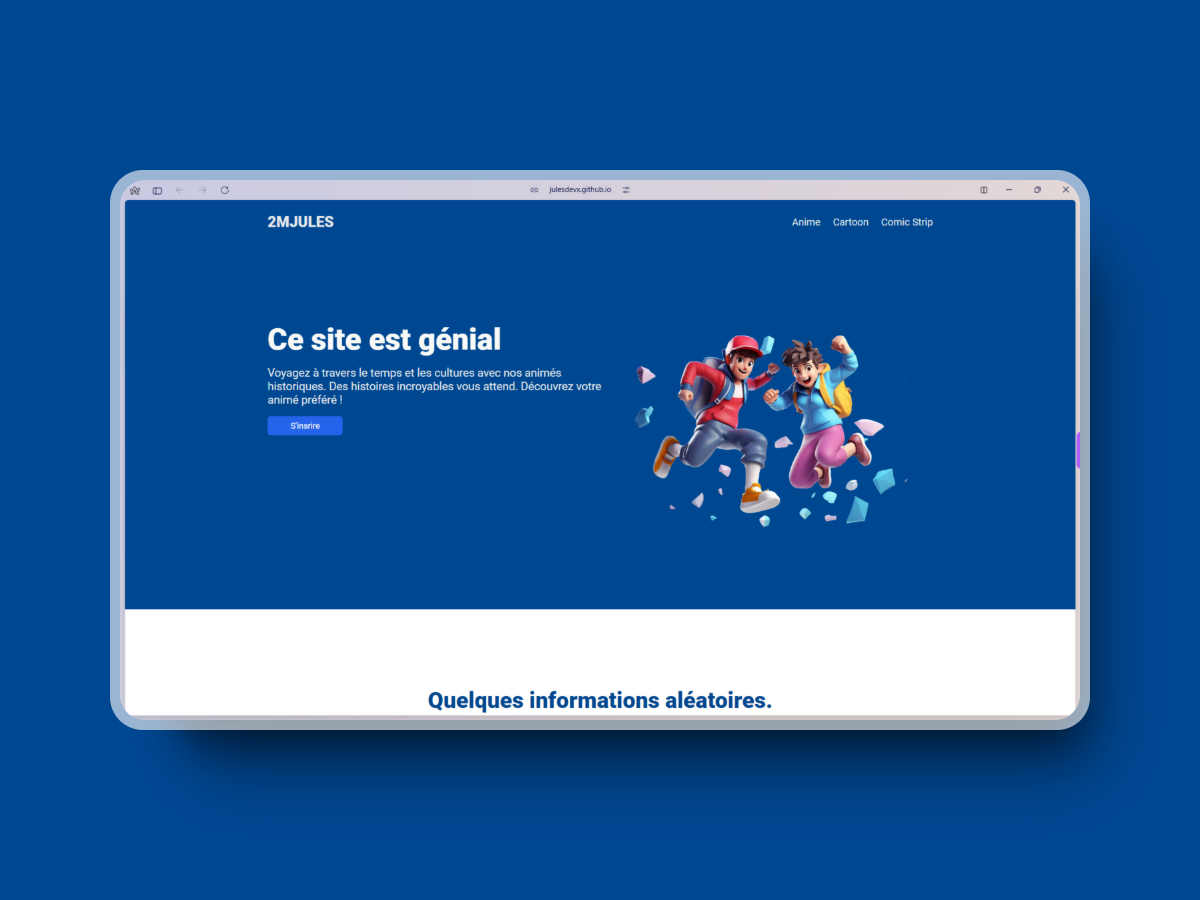 julesdevx.github.io
2MJULES
Anime Cartoon Comic Strip
Ce site est génial
Voyagez à travers le temps et les cultures avec nos animés
historiques. Des histoires incroyables vous attend. Découvrez votre
animé préféré !
S'insrire
Quelques informations aléatoires.